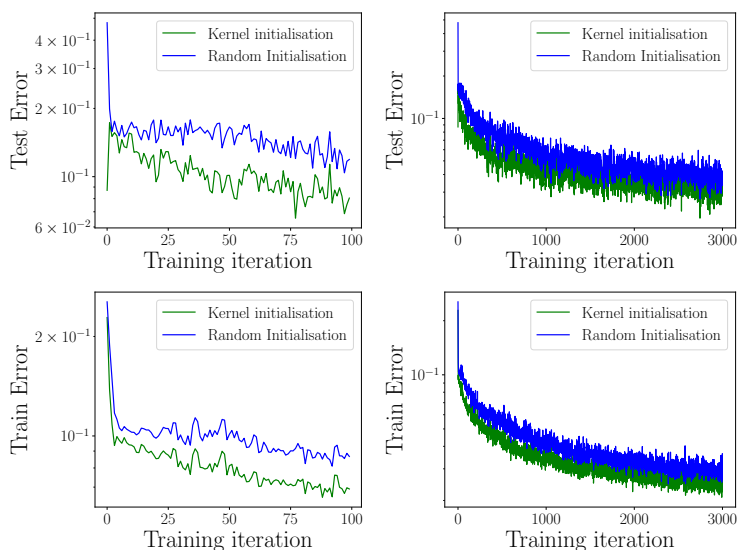 Test Error
4 × 10⁻¹
3 × 10⁻¹
2 × 10⁻¹
10⁻¹
6 × 10⁻²
Kernel initialisation
Random Initialisation
0 25 50 75 100
Training iteration
Test Error
10⁻¹
Kernel initialisation
Random Initialisation
0 1000 2000 3000
Training iteration
Train Error
2 × 10⁻¹
10⁻¹
Kernel initialisation
Random Initialisation
0 25 50 75 100
Training iteration
Train Error
10⁻¹
Kernel initialisation
Random Initialisation
0 1000 2000 3000
Training iteration